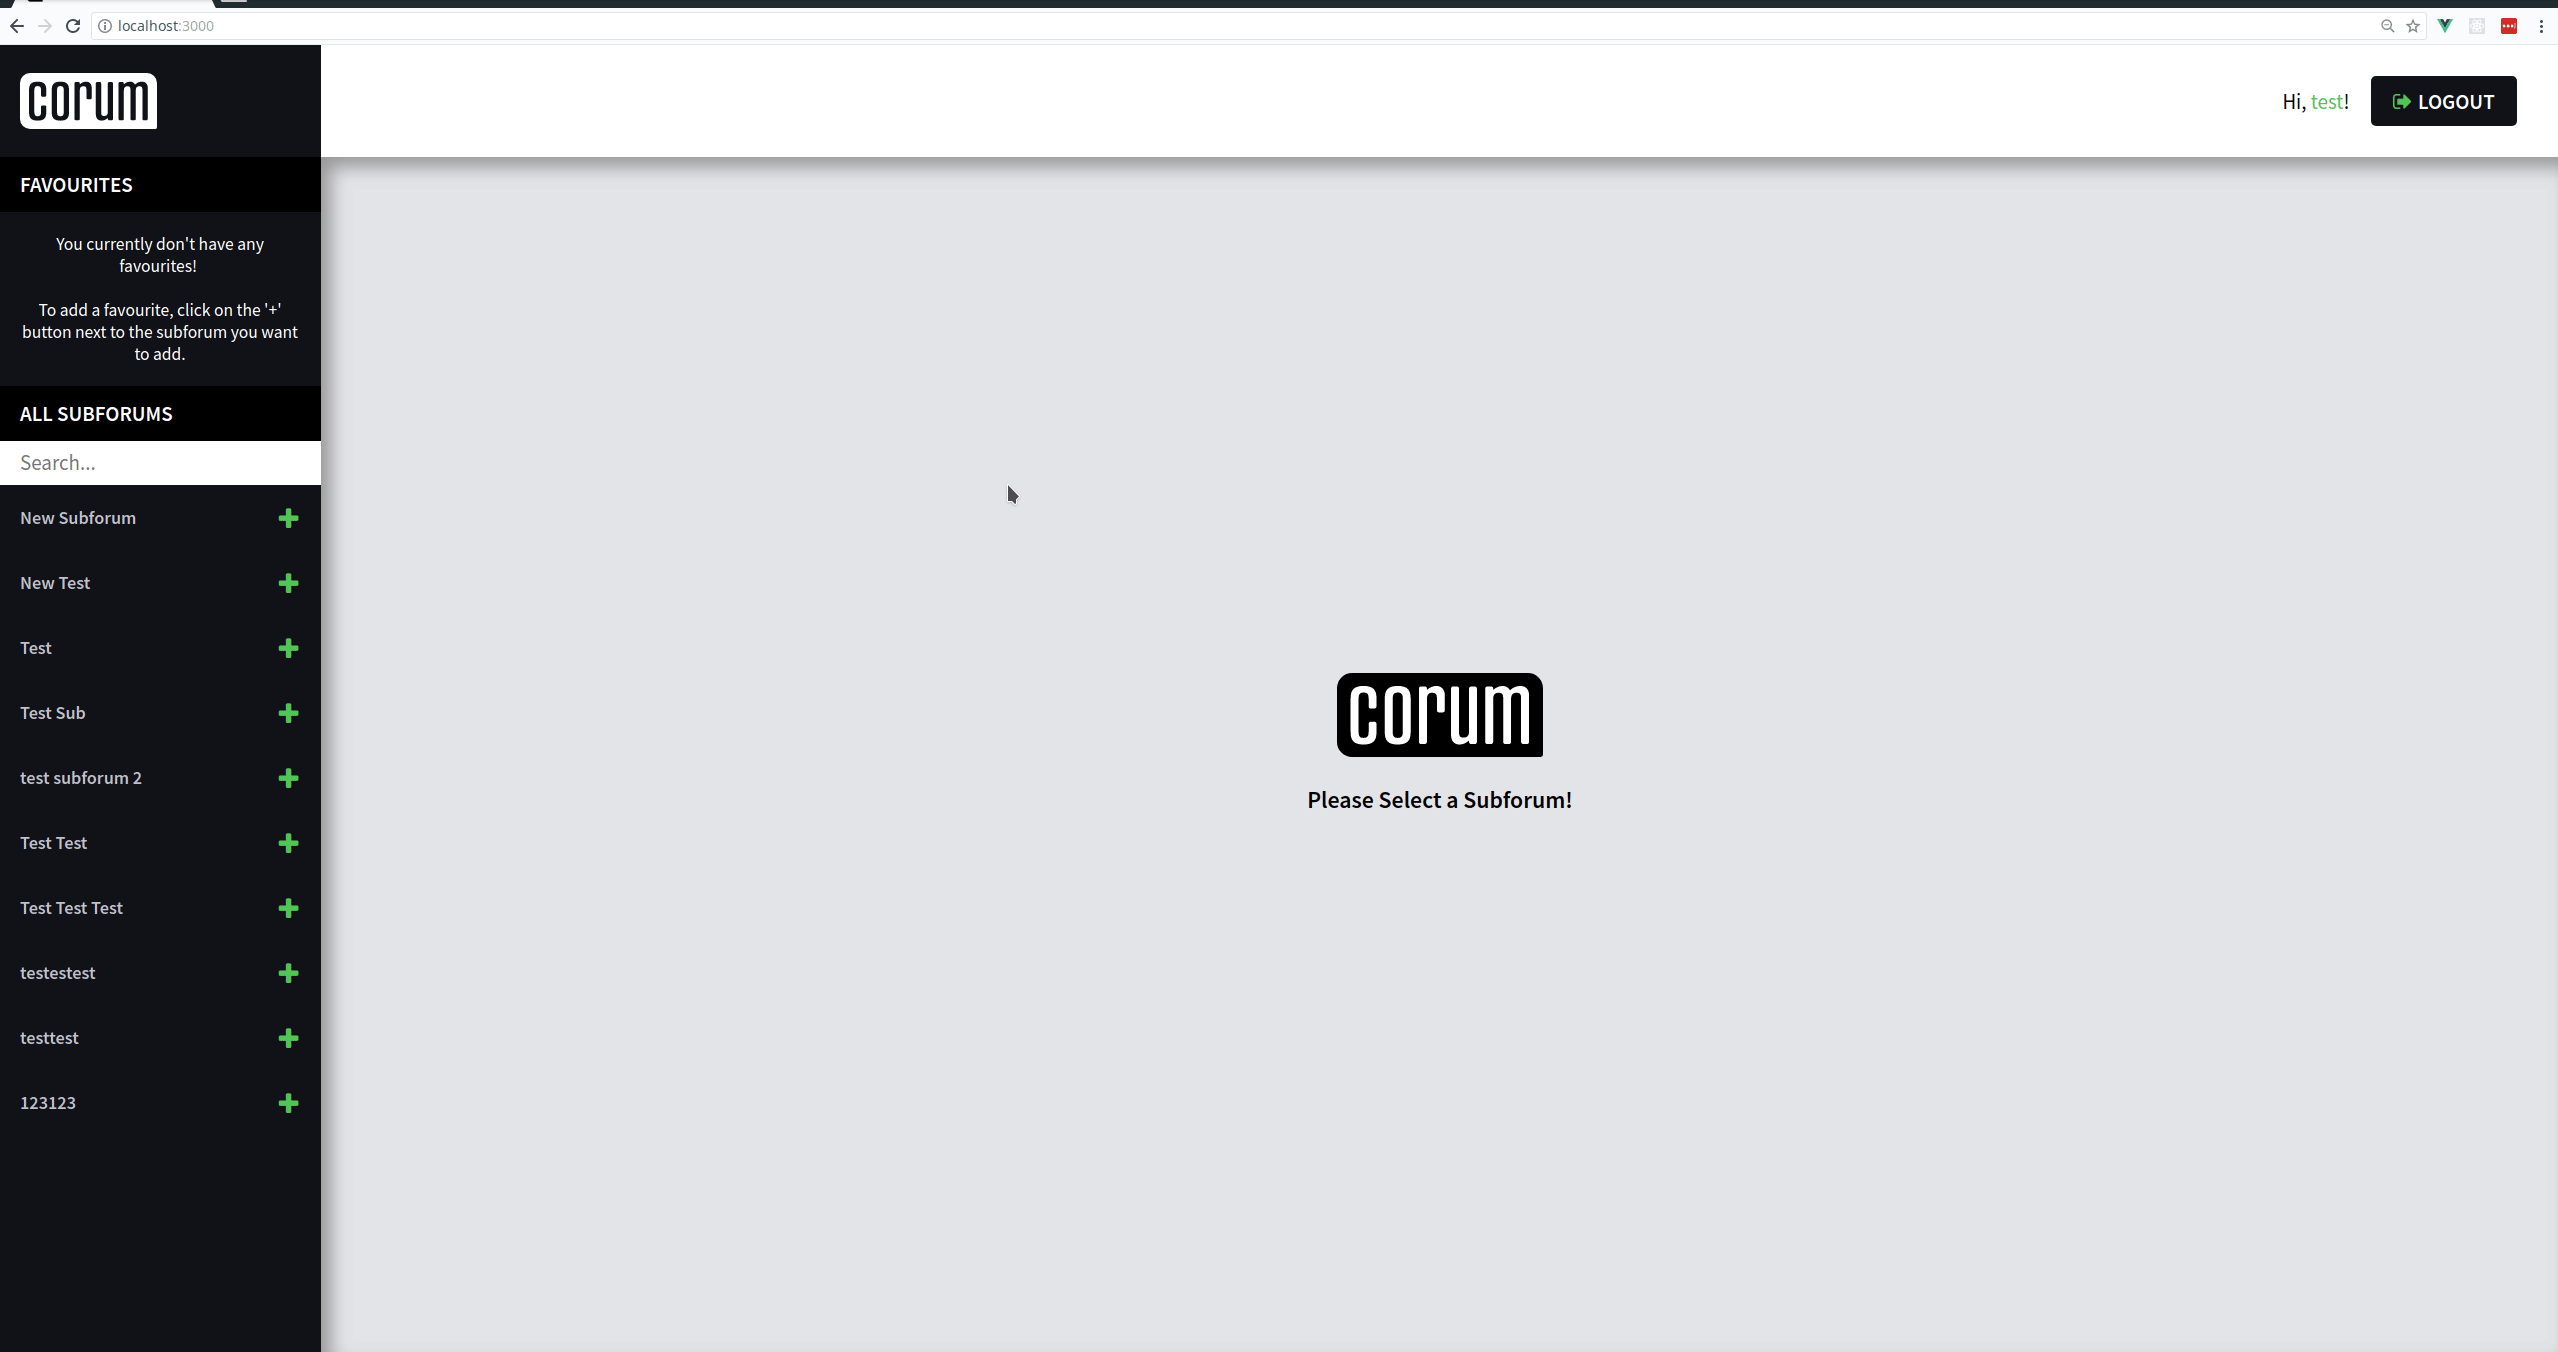 localhost:3000
corum
Hi, test!
LOGOUT
FAVOURITES
You currently don't have any
favourites!
To add a favourite, click on the '+'
button next to the subforum you want
to add.
ALL SUBFORUMS
Search...
New Subforum
New Test
Test
Test Sub
test subforum 2
Test Test
Test Test Test
testestest
testtest
123123
corum
Please Select a Subforum!